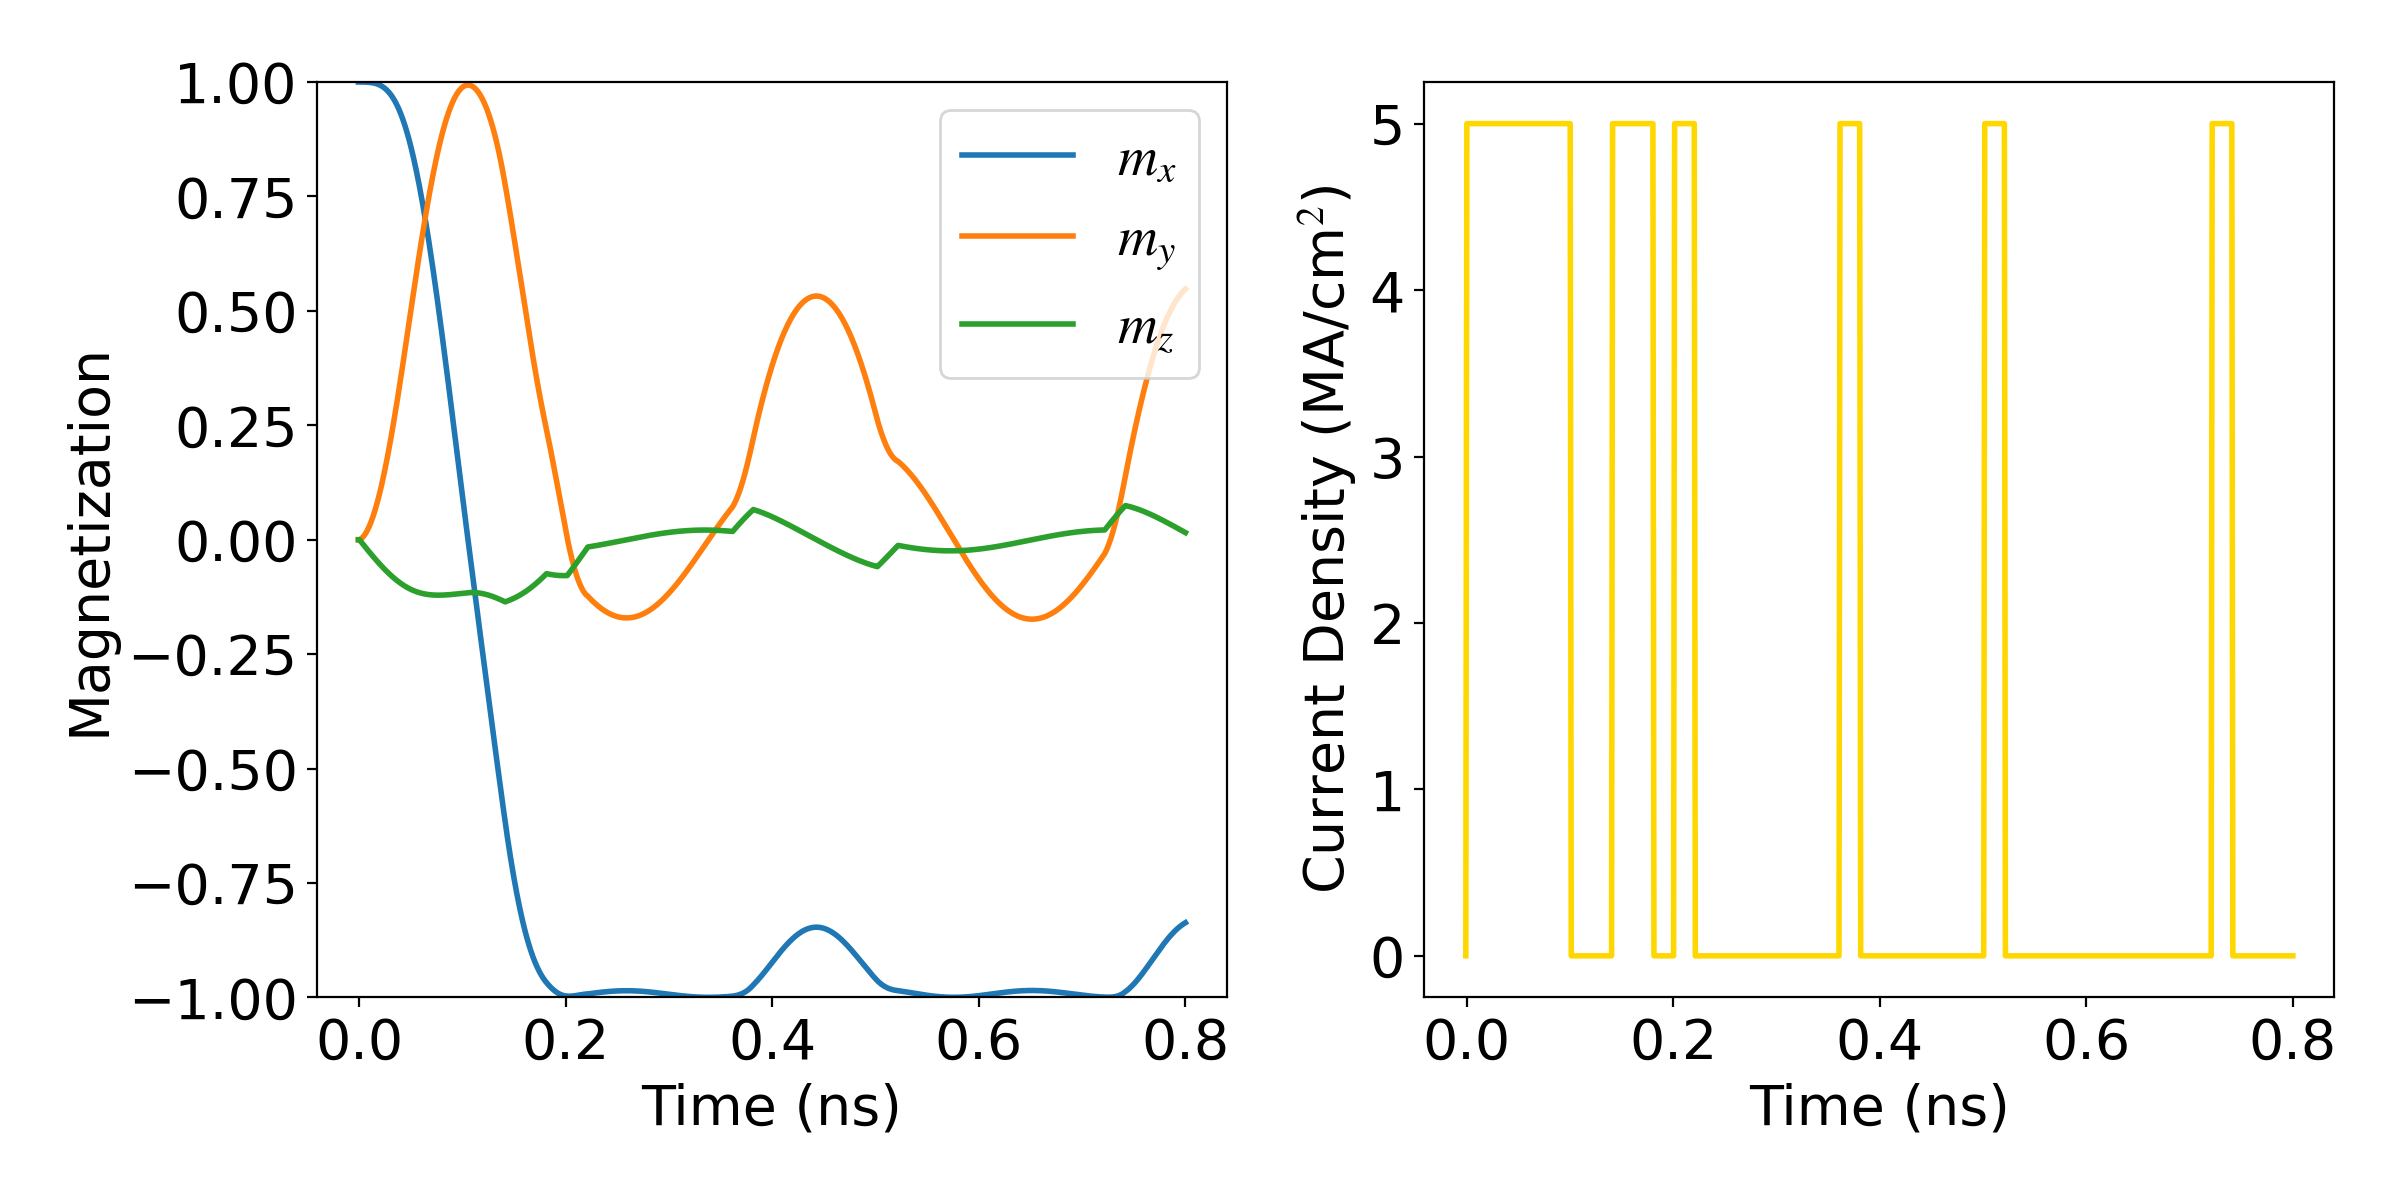 Magnetization
1.00
0.75
0.50
0.25
0.00
−0.25
−0.50
−0.75
−1.00
0.0 0.2 0.4 0.6 0.8
Time (ns)
mₓ
m_y
m_z
Current Density (MA/cm²)
5
4
3
2
1
0
0.0 0.2 0.4 0.6 0.8
Time (ns)